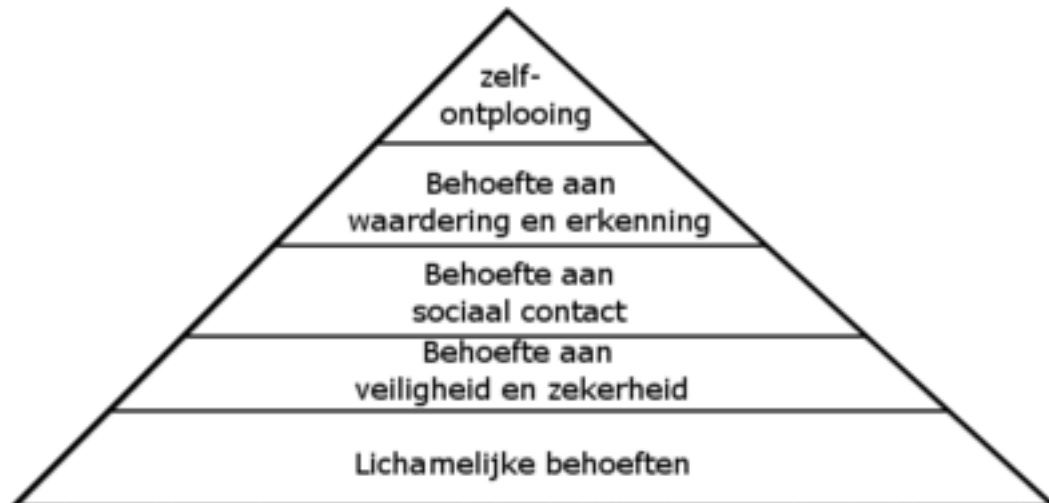 zelf-
ontplooing
Behoefte aan
waardering en erkenning
Behoefte aan
sociaal contact
Behoefte aan
veiligheid en zekerheid
Lichamelijke behoeften